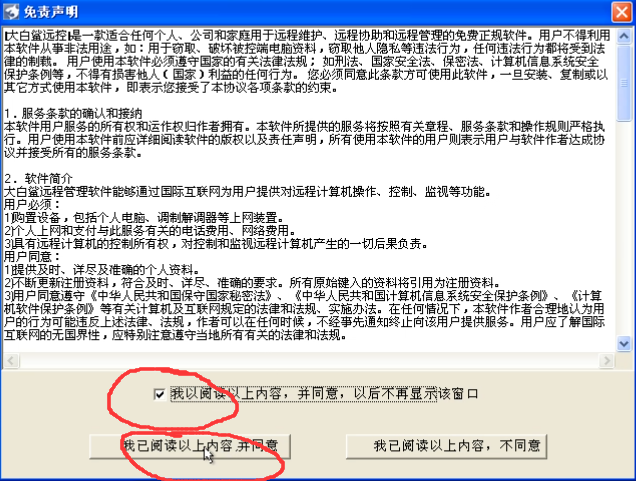 免责声明
[大白鲨远控]是一款适合任何个人、公司和家庭用于远程维护、远程协助和远程管理的免费正规软件。用户不得利用
本软件从事非法用途，如：用于窃取、破坏被控端电脑资料，窃取他人隐私等违法行为，任何违法行为都将受到法
律的制裁。 用户使用本软件必须遵守国家的有关法律法规； 如刑法、国家安全法、保密法、计算机信息系统安全
保护条例等，不得有损害他人（国家）利益的任何行为。 您必须同意此条款方可使用此软件，一旦安装、复制或以
其它方式使用本软件，即表示您接受了本协议各项条款的约束。
1．服务条款的确认和接纳
本软件用户服务的所有权和运作权归作者拥有。本软件所提供的服务将按照有关章程、服务条款和操作规则严格执
行。用户使用本软件前应详细阅读软件的版权以及责任声明，所有使用本软件的用户则表示用户与软件作者达成协
议并接受所有的服务条款。
2．软件简介
大白鲨远程管理软件能够通过国际互联网为用户提供对远程计算机操作、控制、监视等功能。
用户必须：
1)购置设备，包括个人电脑、调制解调器等上网装置。
2)个人上网和支付与此服务有关的电话费用、网络费用。
3)具有远程计算机的控制所有权，对控制和监视远程计算机产生的一切后果负责。
用户同意：
1)提供及时、详尽及准确的个人资料。
2)不断更新注册资料，符合及时、详尽、准确的要求。所有原始键入的资料将引用为注册资料。
3)用户同意遵守《中华人民共和国保守国家秘密法》、《中华人民共和国计算机信息系统安全保护条例》、《计算
机软件保护条例》等有关计算机及互联网规定的法律和法规、实施办法。在任何情况下，本软件作者合理地认为用
户的行为可能违反上述法律、法规，作者可以在任何时候，不经事先通知终止向该用户提供服务。用户应了解国际
互联网的无国界性，应特别注意遵守当地所有有关的法律和法规。
我以阅读以上内容，并同意，以后不再显示该窗口
我已阅读以上内容,并同意
我已阅读以上内容，不同意